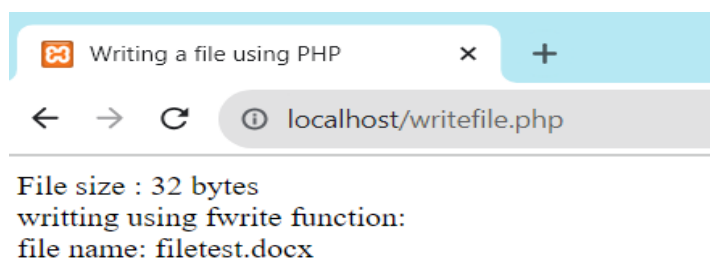 Writing a file using PHP
localhost/writefile.php
File size : 32 bytes
writting using fwrite function:
file name: filetest.docx